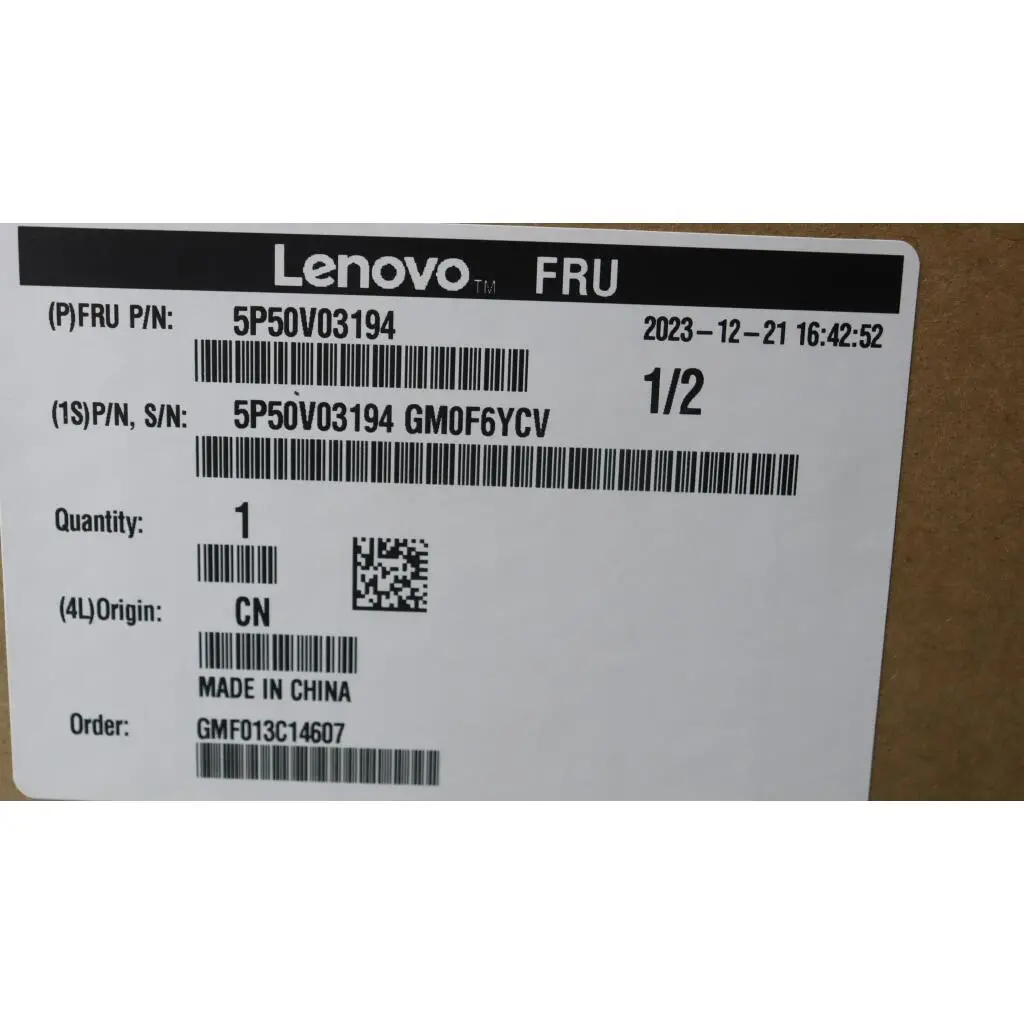 Lenovo™ FRU
(P)FRU P/N: 5P50V03194
2023-12-21 16:42:52
1/2
(1S)P/N, S/N: 5P50V03194 GM0F6YCV
Quantity: 1
(4L)Origin: CN
MADE IN CHINA
Order: GMF013C14607